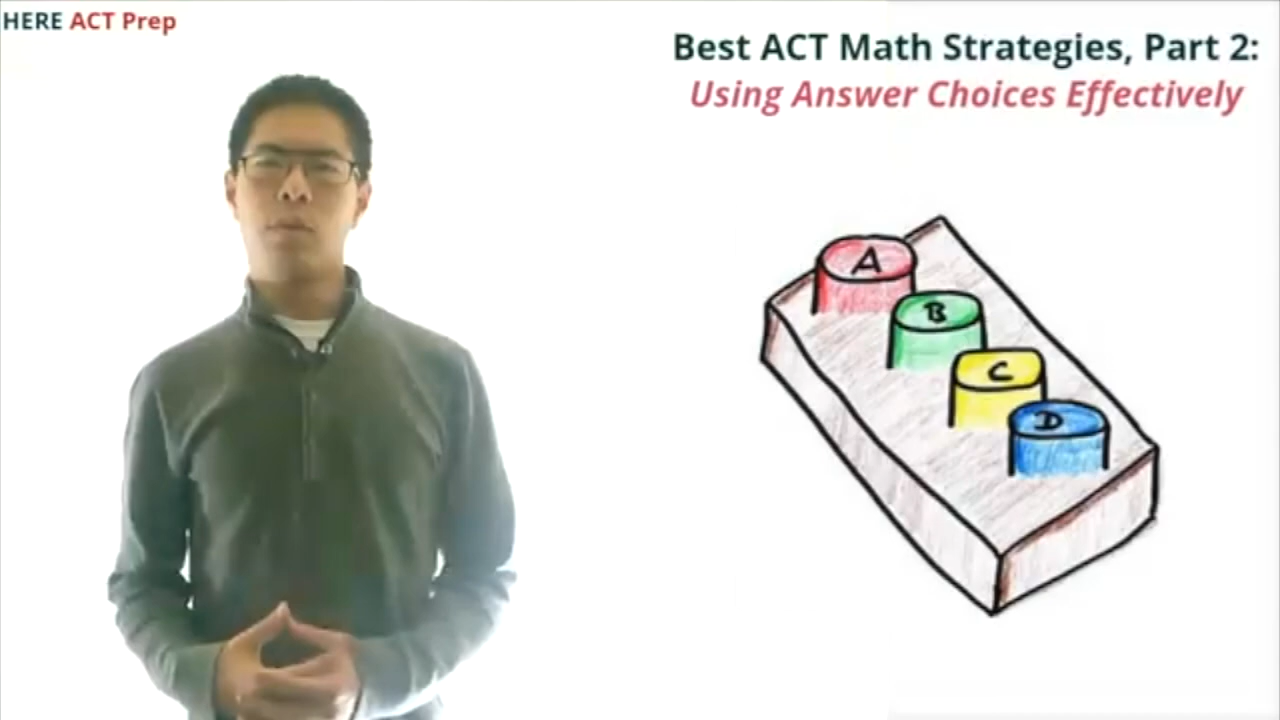 HERE ACT Prep
Best ACT Math Strategies, Part 2:
Using Answer Choices Effectively
A
B
C
D